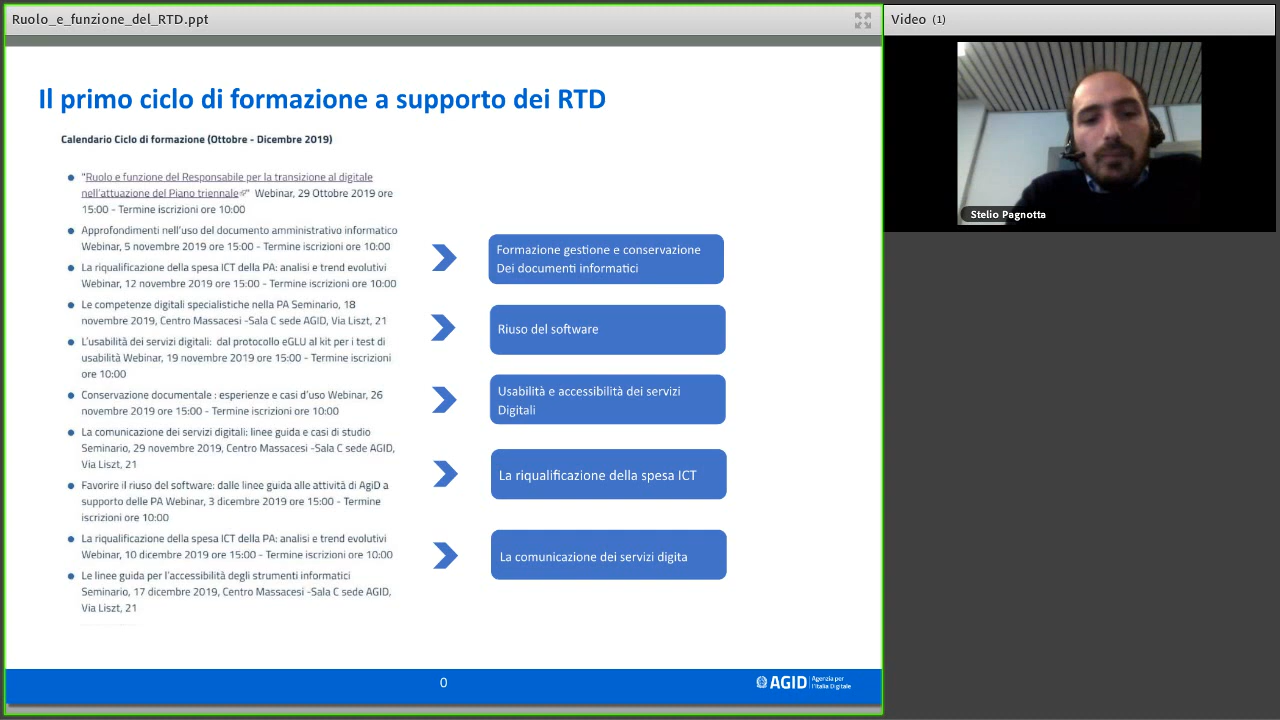 Ruolo_e_funzione_del_RTD.ppt
Video (1)
Il primo ciclo di formazione a supporto dei RTD
Calendario Ciclo di formazione (Ottobre - Dicembre 2019)
"Ruolo e funzione del Responsabile per la transizione al digitale
nell'attuazione del Piano triennale" Webinar, 29 Ottobre 2019 ore
15:00 - Termine iscrizioni ore 10:00
Approfondimenti nell'uso del documento amministrativo informatico
Webinar, 5 novembre 2019 ore 15:00 - Termine iscrizioni ore 10:00
La riqualificazione della spesa ICT della PA: analisi e trend evolutivi
Webinar, 12 novembre 2019 ore 15:00 - Termine iscrizioni ore 10:00
Le competenze digitali specialistiche nella PA Seminario, 18
novembre 2019, Centro Massacesi -Sala C sede AGID, Via Liszt, 21
L'usabilità dei servizi digitali: dal protocollo eGLU al kit per i test di
usabilità Webinar, 19 novembre 2019 ore 15:00 - Termine iscrizioni
ore 10:00
Conservazione documentale : esperienze e casi d'uso Webinar, 26
novembre 2019 ore 15:00 - Termine iscrizioni ore 10:00
La comunicazione dei servizi digitali: linee guida e casi di studio
Seminario, 29 novembre 2019, Centro Massacesi -Sala C sede AGID,
Via Liszt, 21
Favorire il riuso del software: dalle linee guida alle attività di AgiD a
supporto delle PA Webinar, 3 dicembre 2019 ore 15:00 - Termine
iscrizioni ore 10:00
La riqualificazione della spesa ICT della PA: analisi e trend evolutivi
Webinar, 10 dicembre 2019 ore 15:00 - Termine iscrizioni ore 10:00
Le linee guida per l'accessibilità degli strumenti informatici
Seminario, 17 dicembre 2019, Centro Massacesi -Sala C sede AGID,
Via Liszt, 21
Formazione gestione e conservazione
Dei documenti informatici
Riuso del software
Usabilità e accessibilità dei servizi
Digitali
La riqualificazione della spesa ICT
La comunicazione dei servizi digita
Stelio Pagnotta
0
AGID Agenzia per
l'Italia Digitale